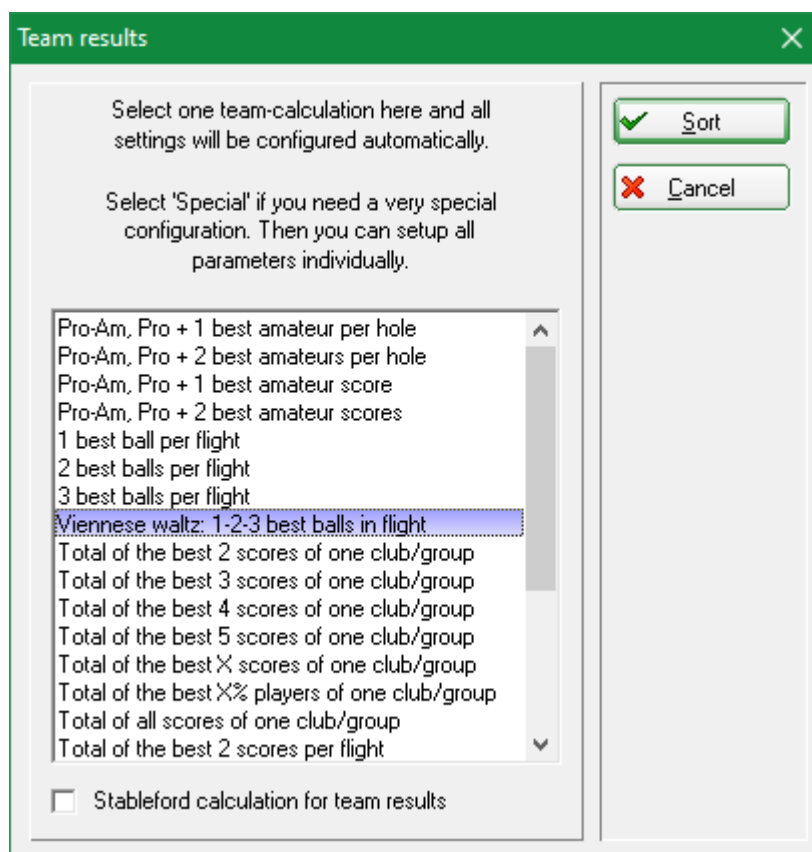 Team results
Select one team-calculation here and all
settings will be configured automatically.
Select 'Special' if you need a very special
configuration. Then you can setup all
parameters individually.
Sort
Cancel
Pro-Am, Pro + 1 best amateur per hole
Pro-Am, Pro + 2 best amateurs per hole
Pro-Am, Pro + 1 best amateur score
Pro-Am, Pro + 2 best amateur scores
1 best ball per flight
2 best balls per flight
3 best balls per flight
Viennese waltz: 1-2-3 best balls in flight
Total of the best 2 scores of one club/group
Total of the best 3 scores of one club/group
Total of the best 4 scores of one club/group
Total of the best 5 scores of one club/group
Total of the best X scores of one club/group
Total of the best X% players of one club/group
Total of all scores of one club/group
Total of the best 2 scores per flight
Stableford calculation for team results